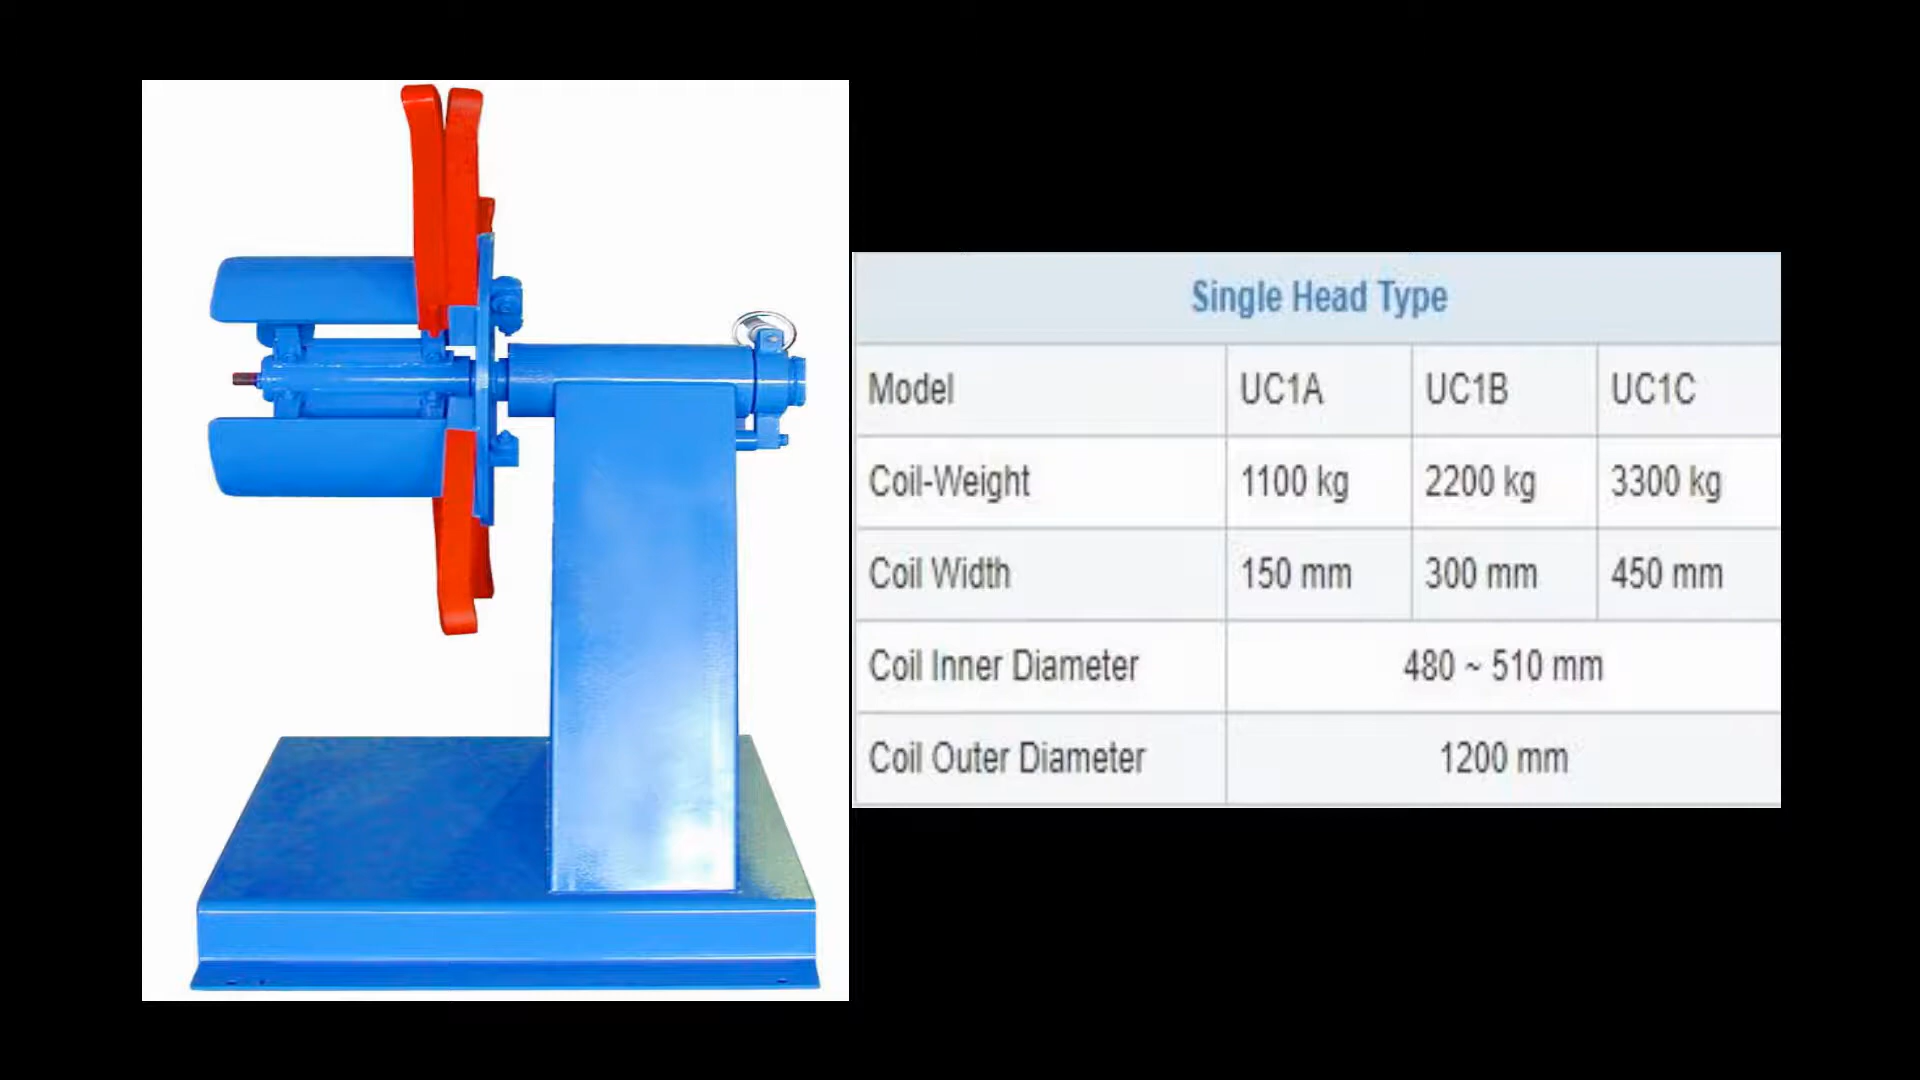 Single Head Type
Model UC1A UC1B UC1C
Coil-Weight 1100 kg 2200 kg 3300 kg
Coil Width 150 mm 300 mm 450 mm
Coil Inner Diameter 480 ~ 510 mm
Coil Outer Diameter 1200 mm